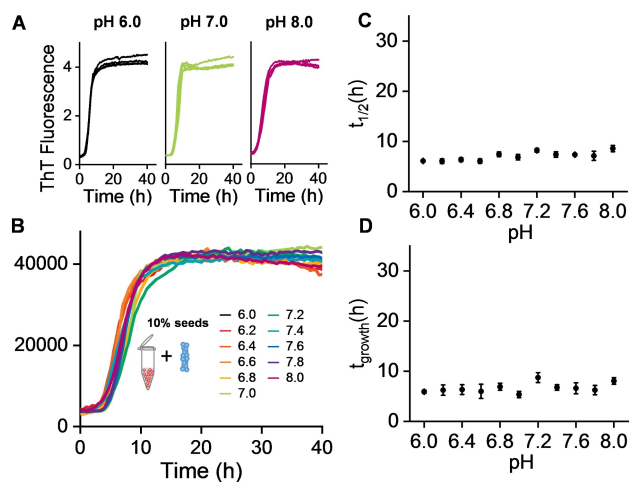 A
pH 6.0 pH 7.0 pH 8.0
ThT Fluorescence
4
2
0
0 20 40 0 20 40 0 20 40
Time (h) Time (h) Time (h)
B
40000
20000
0
0 10 20 30 40
Time (h)
10% seeds
+
6.0 7.2
6.2 7.4
6.4 7.6
6.6 7.8
6.8 8.0
7.0
C
t1/2(h)
30
20
10
0
6.0 6.4 6.8 7.2 7.6 8.0
pH
D
tgrowth(h)
30
20
10
0
6.0 6.4 6.8 7.2 7.6 8.0
pH